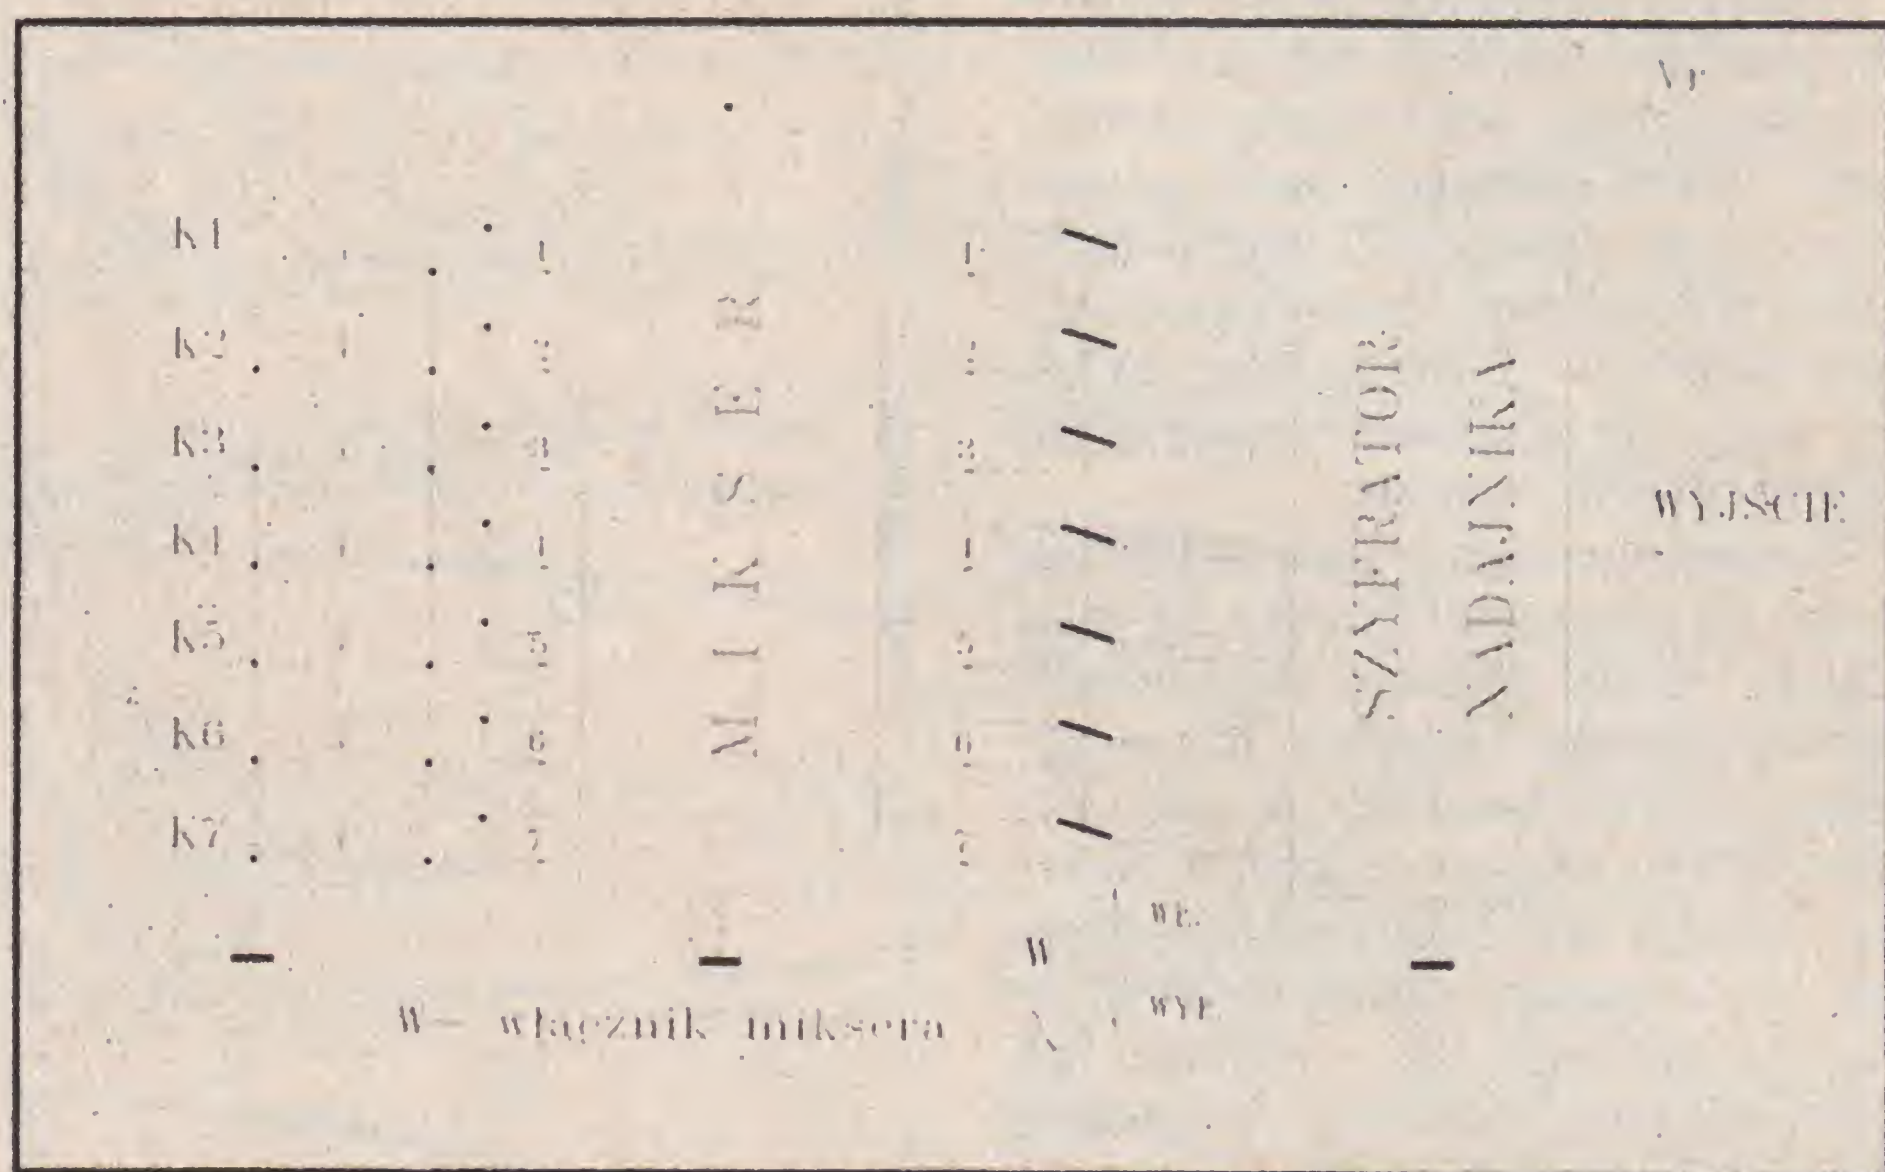 K1 1 1'
K2 2 2'
K3 3 3'
K4 4 4'
K5 5 5'
K6 6 6'
K7 7 7'
MIKSER
SZYFRATOR
NADAJNIKA
WYJŚCIE
W
WŁ.
WYŁ
W— włącznik miksera